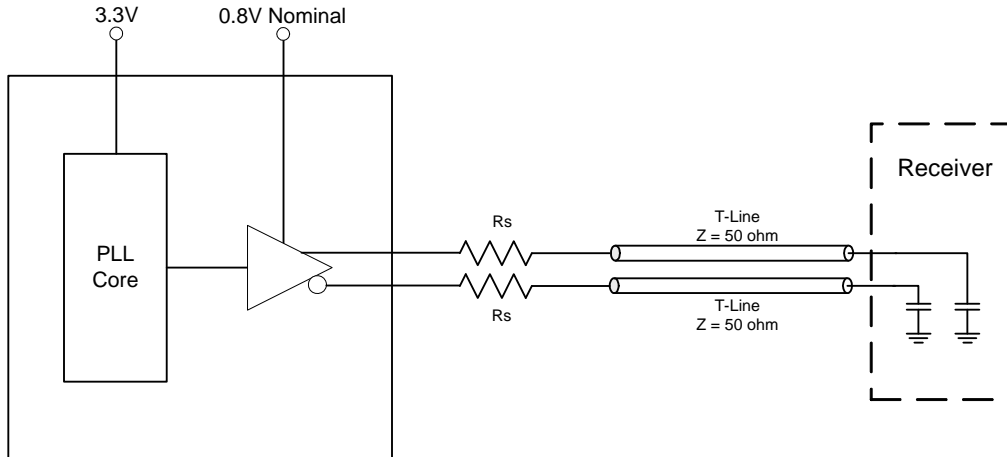 3.3V
0.8V Nominal
Receiver
PLL
Core
Rs
T-Line
Z = 50 ohm
Rs
T-Line
Z = 50 ohm